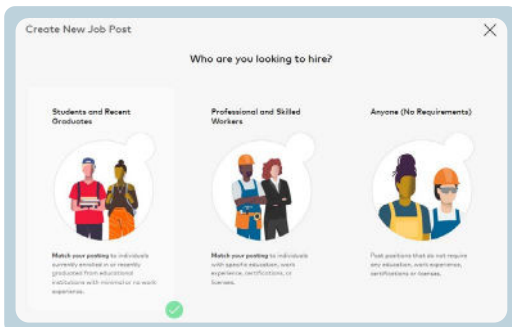 Create New Job Post
Who are you looking to hire?
Students and Recent
Graduates
Professional and Skilled
Workers
Anyone (No Requirements)
Match your posting to individuals
currently enrolled in or recently
graduated from educational
institutions with minimal or no work
experience.
Match your posting to individuals
with specific education, work
experience, certifications, or
licenses.
Post positions that do not require
any education, work experience,
certifications or licenses.